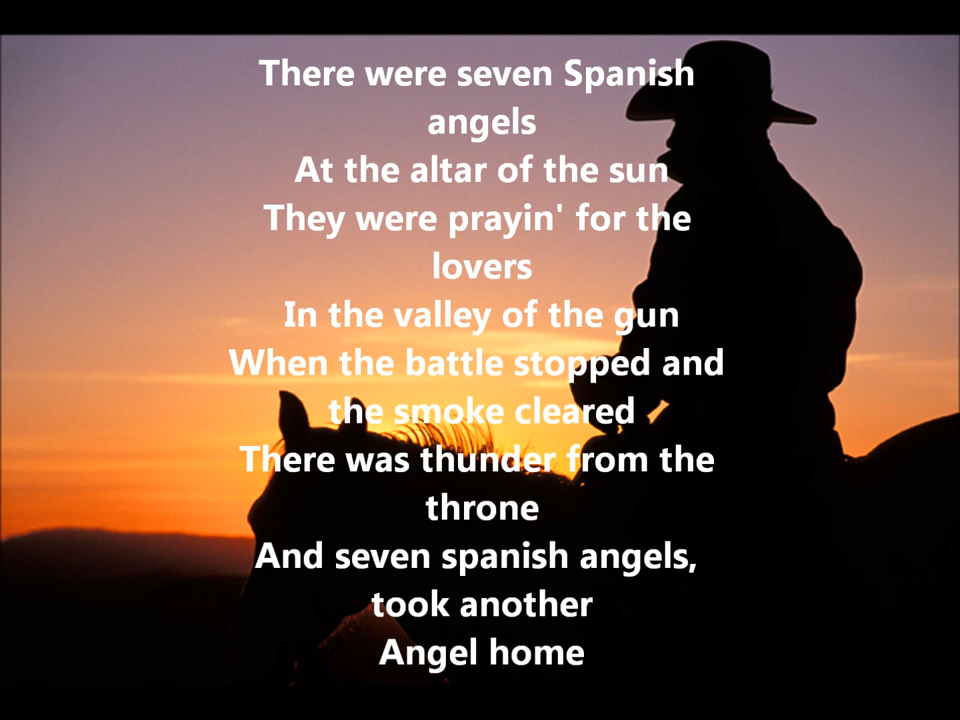 There were seven Spanish
angels
At the altar of the sun
They were prayin' for the
lovers
In the valley of the gun
When the battle stopped and
the smoke cleared
There was thunder from the
throne
And seven spanish angels,
took another
Angel home